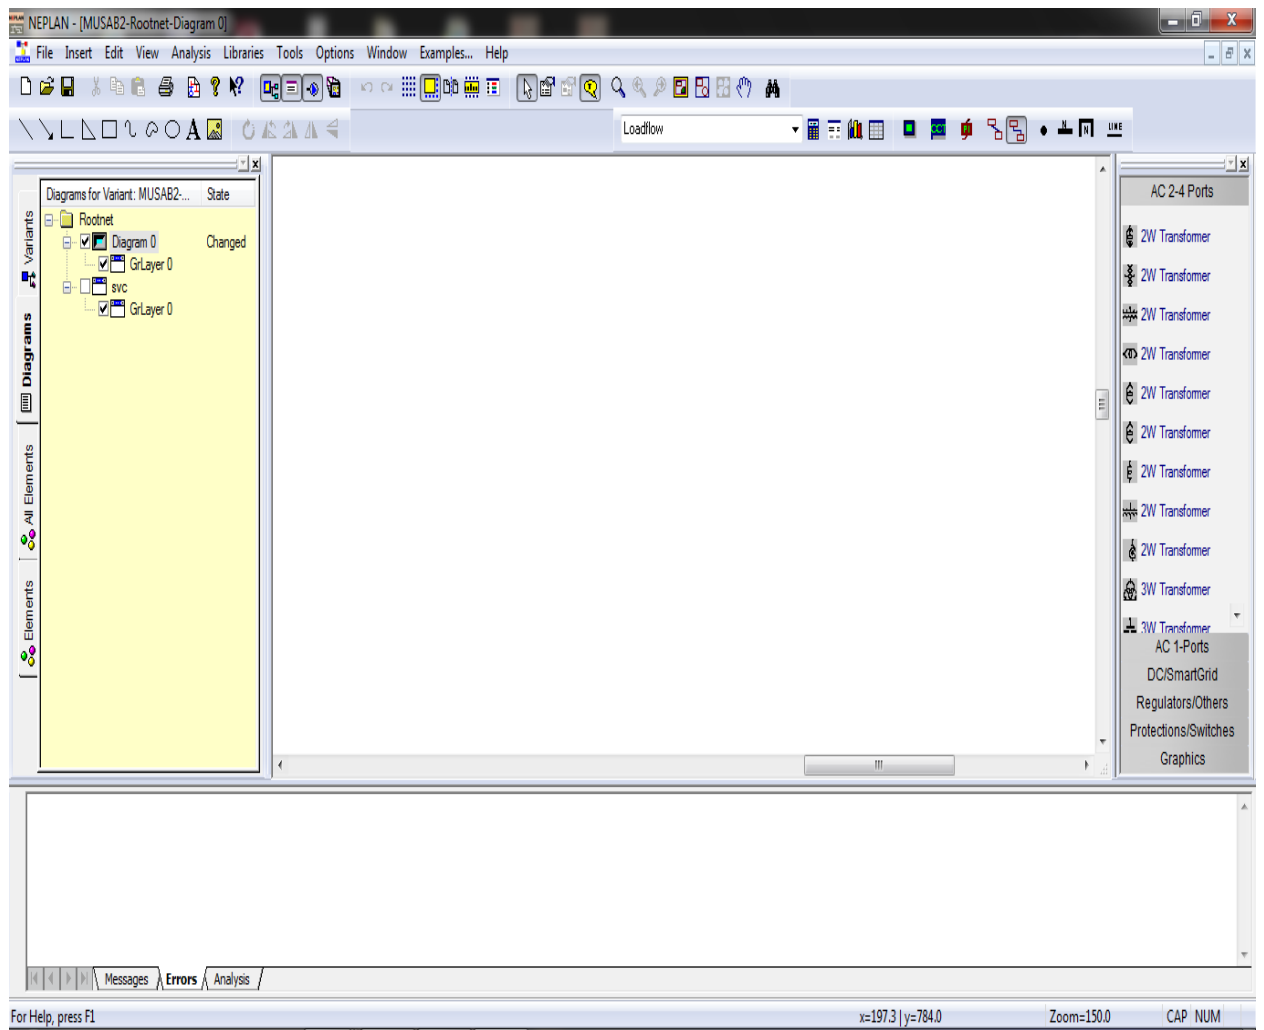 NEPLAN - [MUSAB2-Rootnet-Diagram 0]
File Insert Edit View Analysis Libraries Tools Options Window Examples... Help
Loadflow
LINE
Variants
Diagrams
All Elements
Elements
Diagrams for Variant: MUSAB2-... State
Rootnet
Diagram 0 Changed
GrLayer 0
svc
GrLayer 0
AC 2-4 Ports
2W Transformer
2W Transformer
2W Transformer
2W Transformer
2W Transformer
2W Transformer
2W Transformer
2W Transformer
2W Transformer
3W Transformer
3W Transformer
AC 1-Ports
DC/SmartGrid
Regulators/Others
Protections/Switches
Graphics
Messages Errors Analysis
For Help, press F1 x=197.3 | y=784.0 Zoom=150.0 CAP NUM